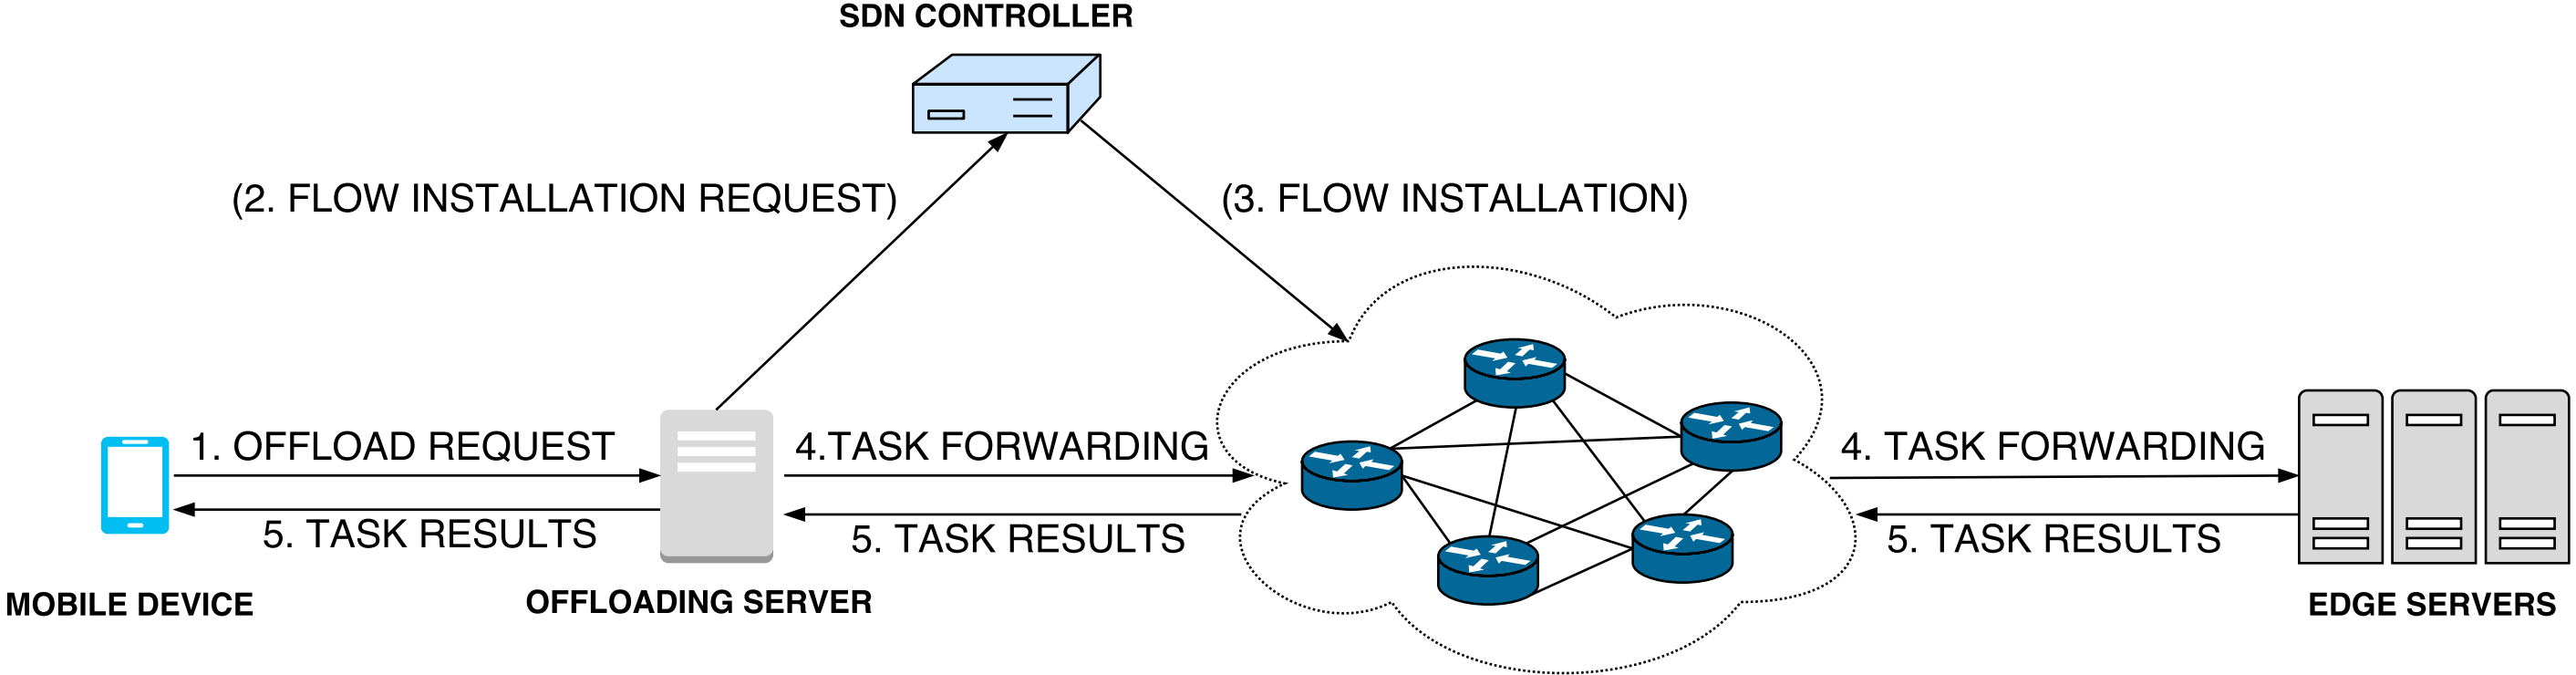 SDN CONTROLLER
(2. FLOW INSTALLATION REQUEST)
(3. FLOW INSTALLATION)
1. OFFLOAD REQUEST
4.TASK FORWARDING
4. TASK FORWARDING
5. TASK RESULTS
5. TASK RESULTS
5. TASK RESULTS
MOBILE DEVICE
OFFLOADING SERVER
EDGE SERVERS